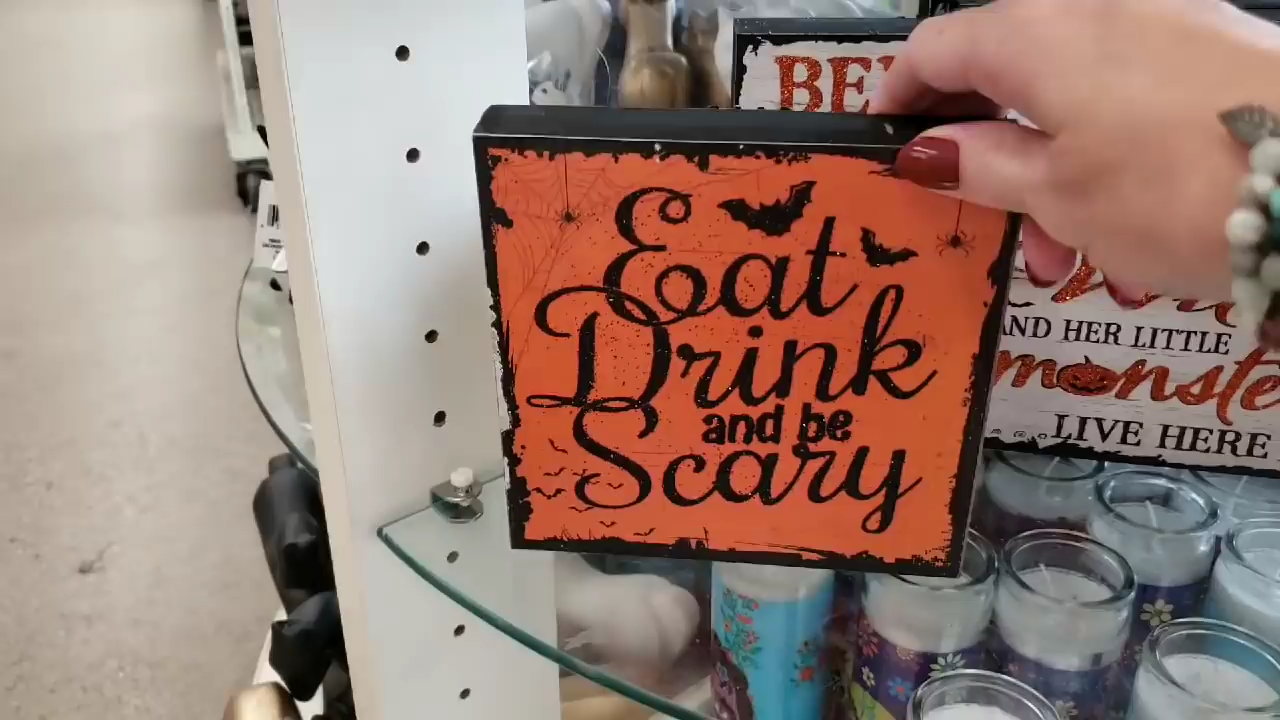 Eat
Drink
and be
Scary
AND HER LITTLE
LIVE HERE